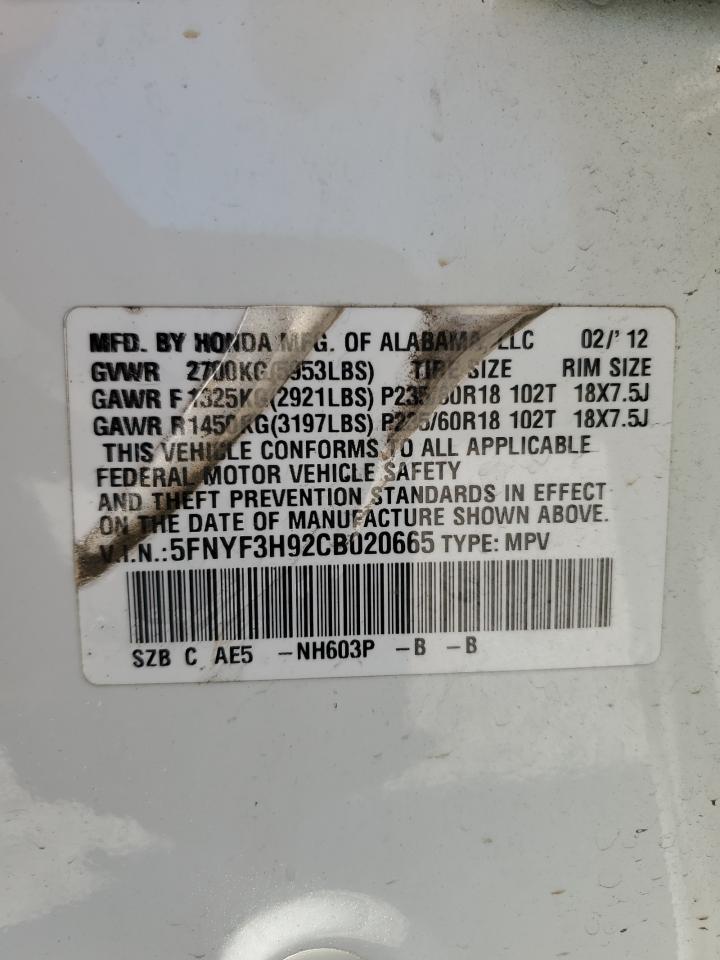 MFD. BY HONDA MFG. OF ALABAMA, LLC 02/'12
GVWR 2700KG(5953LBS) TIRE SIZE RIM SIZE
GAWR F 1325KG(2921LBS) P235/60R18 102T 18X7.5J
GAWR R 1450KG(3197LBS) P235/60R18 102T 18X7.5J
THIS VEHICLE CONFORMS TO ALL APPLICABLE
FEDERAL MOTOR VEHICLE SAFETY
AND THEFT PREVENTION STANDARDS IN EFFECT
ON THE DATE OF MANUFACTURE SHOWN ABOVE.
V.I.N.:5FNYF3H92CB020665 TYPE: MPV
SZB C AE5 -NH603P -B -B